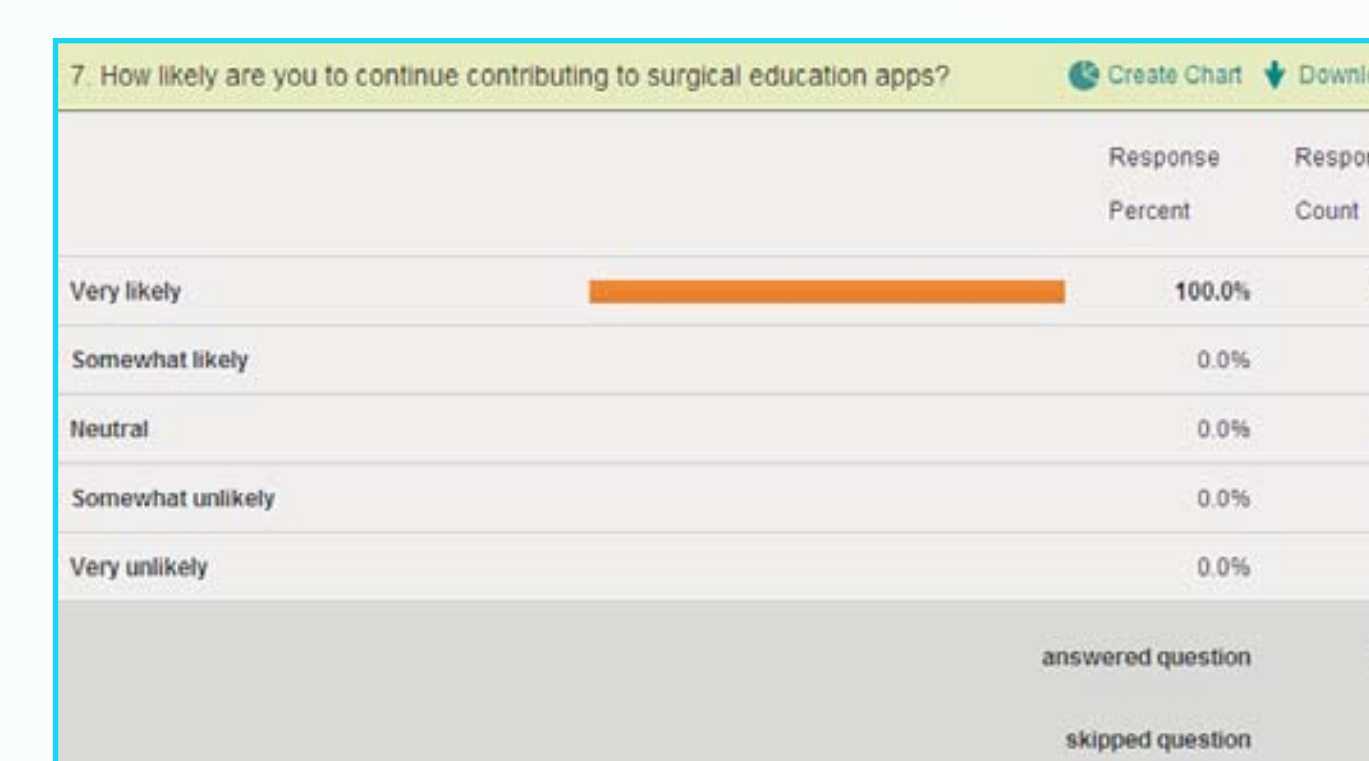 7. How likely are you to continue contributing to surgical education apps? Create Chart
Response
Percent Count
Very likely 100.0%
Somewhat likely 0.0%
Neutral 0.0%
Somewhat unlikely 0.0%
Very unlikely 0.0%
answered question
skipped question